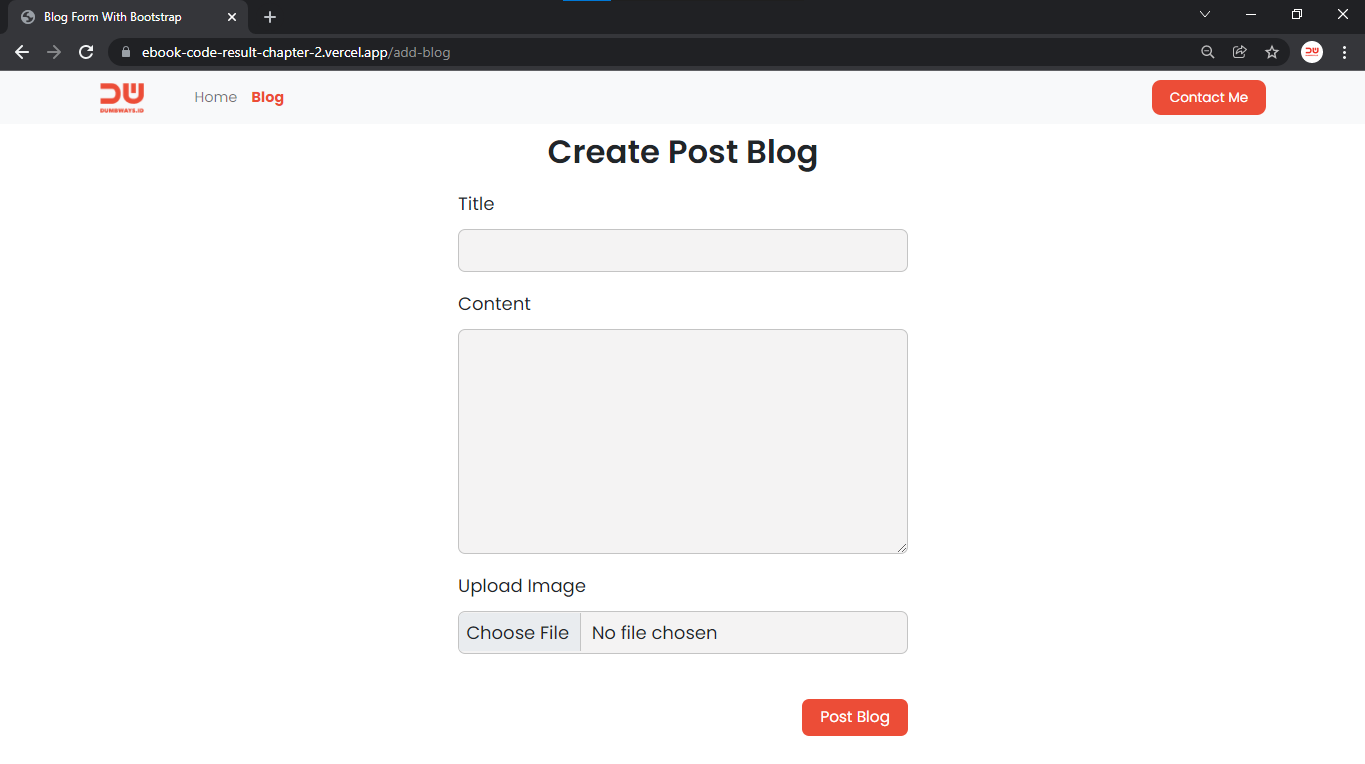 Blog Form With Bootstrap
ebook-code-result-chapter-2.vercel.app/add-blog
DW
DUMBWAYS.ID
Home Blog Contact Me
Create Post Blog
Title
Content
Upload Image
Choose File No file chosen
Post Blog